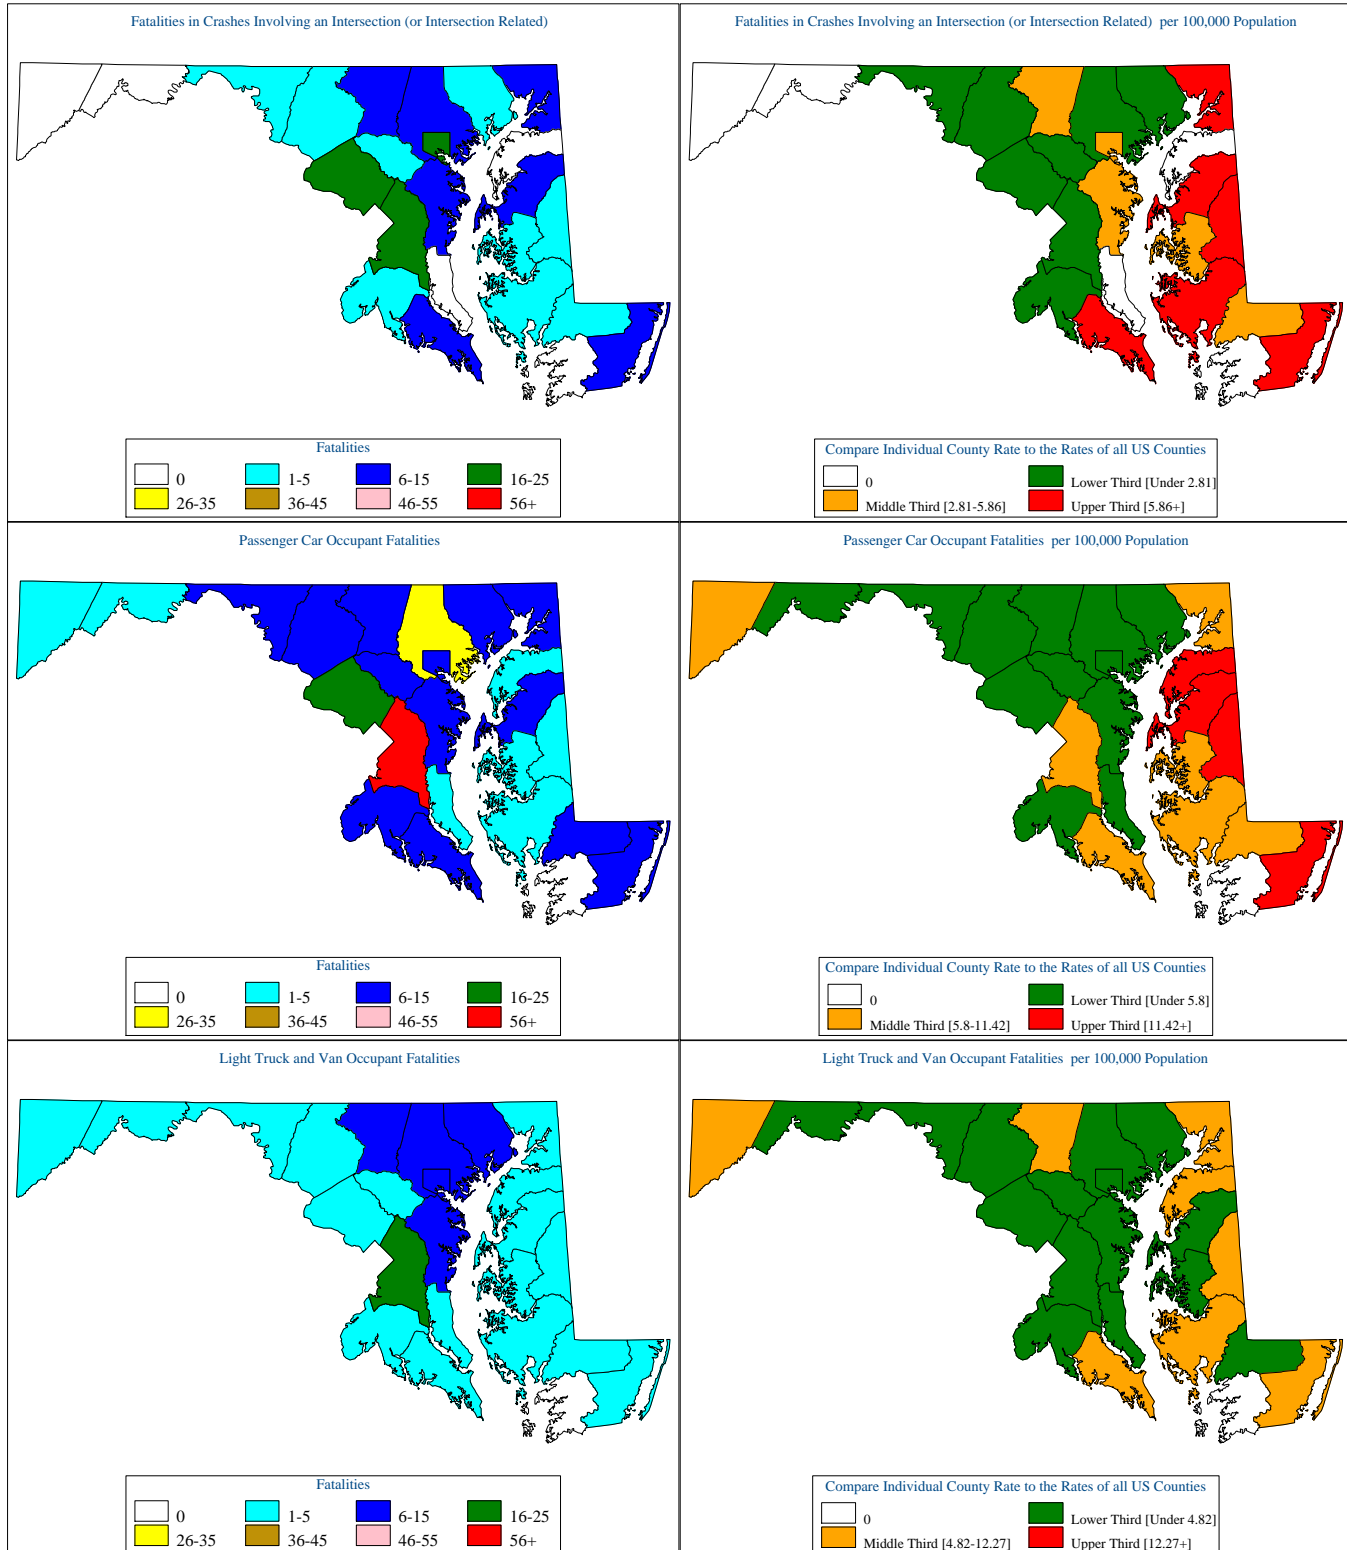 Fatalities in Crashes Involving an Intersection (or Intersection Related)
Fatalities
0
1-5
6-15
16-25
26-35
36-45
46-55
56+
Fatalities in Crashes Involving an Intersection (or Intersection Related) per 100,000 Population
Compare Individual County Rate to the Rates of all US Counties
0
Lower Third [Under 2.81]
Middle Third [2.81-5.86]
Upper Third [5.86+]
Passenger Car Occupant Fatalities
Fatalities
0
1-5
6-15
16-25
26-35
36-45
46-55
56+
Passenger Car Occupant Fatalities per 100,000 Population
Compare Individual County Rate to the Rates of all US Counties
0
Lower Third [Under 5.8]
Middle Third [5.8-11.42]
Upper Third [11.42+]
Light Truck and Van Occupant Fatalities
Fatalities
0
1-5
6-15
16-25
26-35
36-45
46-55
56+
Light Truck and Van Occupant Fatalities per 100,000 Population
Compare Individual County Rate to the Rates of all US Counties
0
Lower Third [Under 4.82]
Middle Third [4.82-12.27]
Upper Third [12.27+]